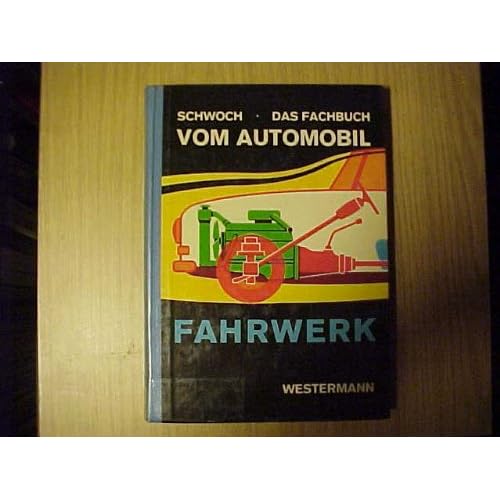 SCHWOCH · DAS FACHBUCH
VOM AUTOMOBIL
FAHRWERK
WESTERMANN